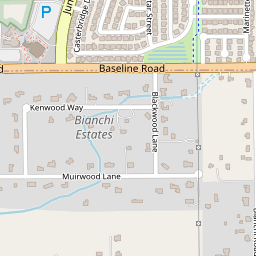 P
Casterbridge D
Baseline Road
Kenwood Way
Bianchi
Estates
Blackwood Lane
Muirwood Lane